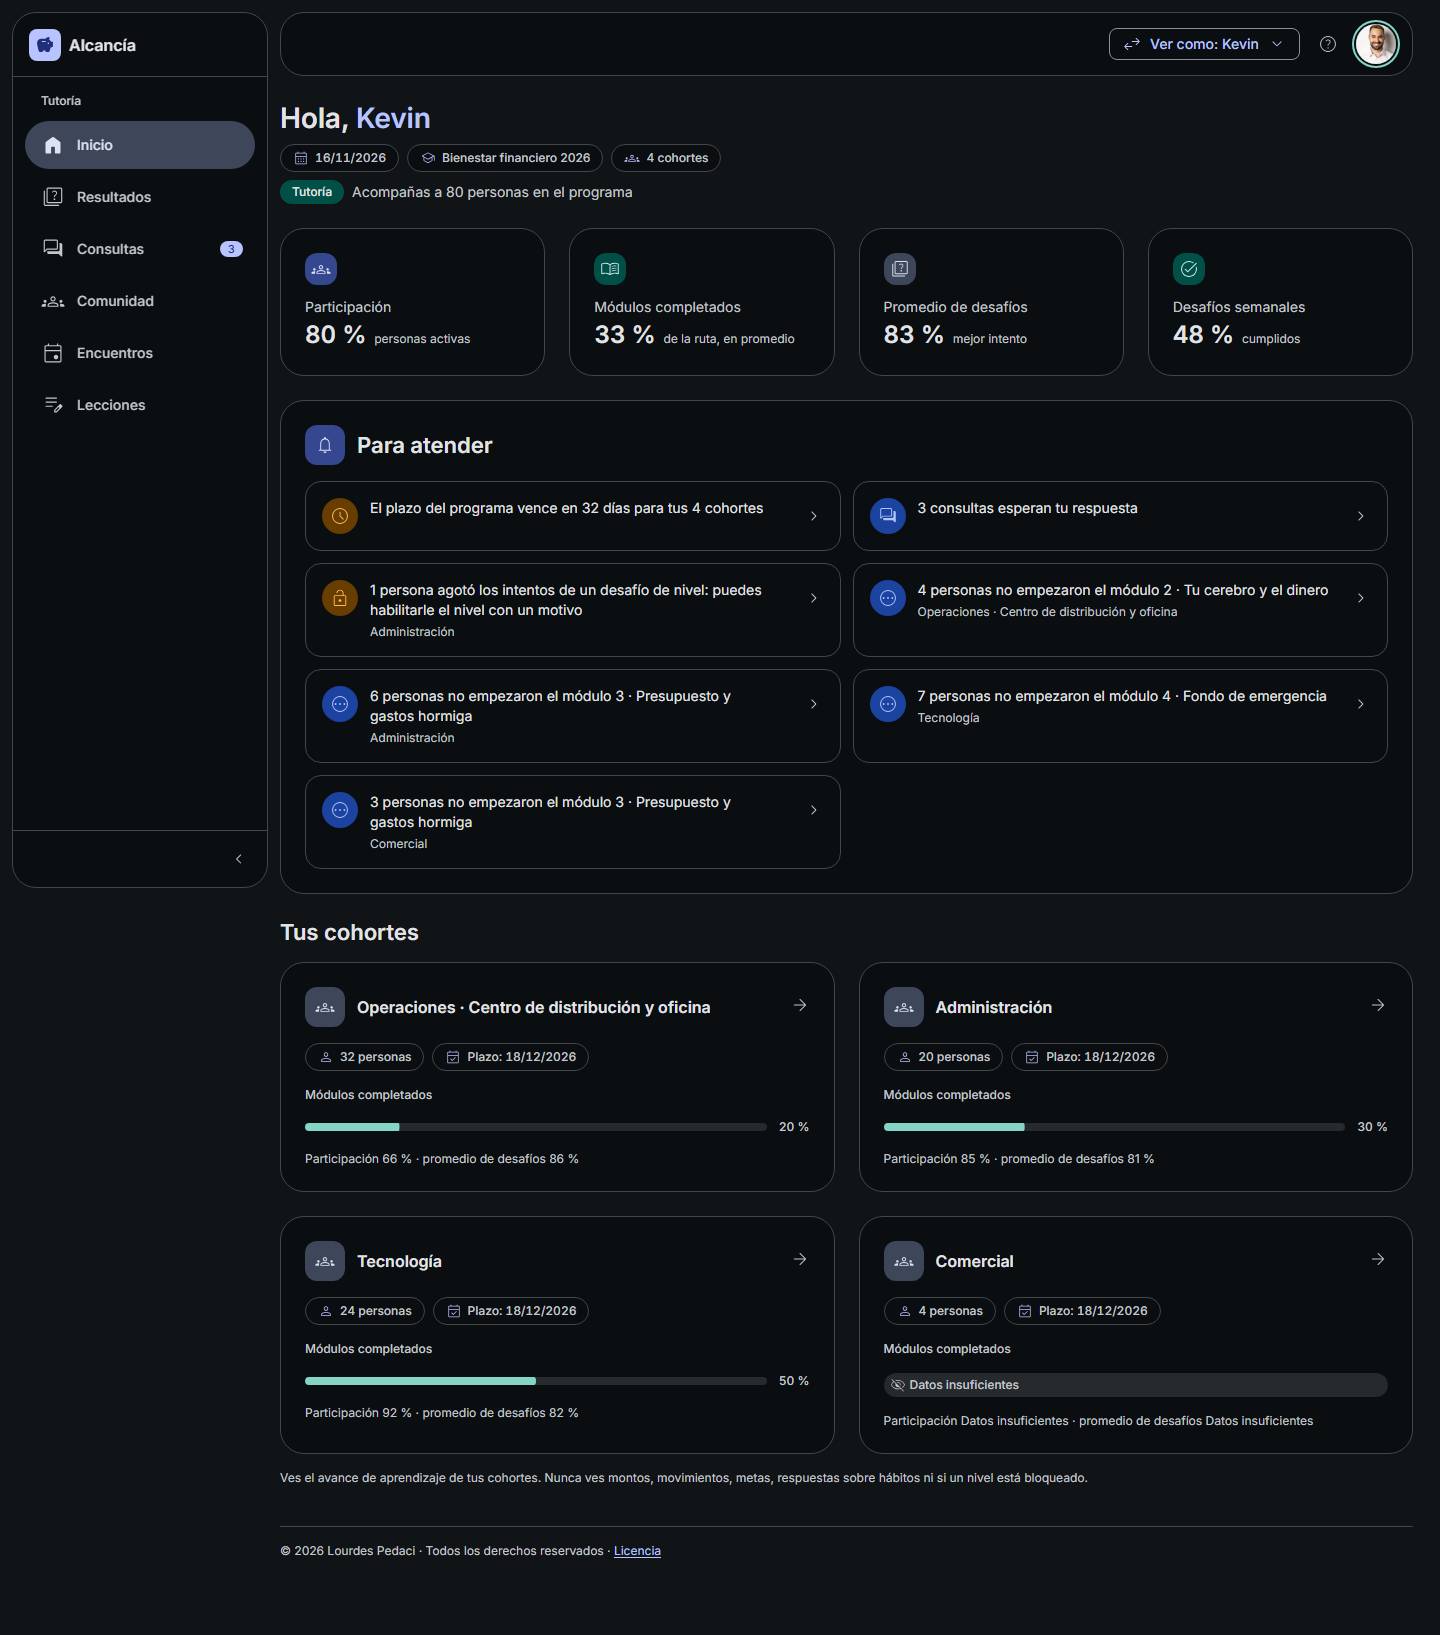 Alcancía
Ver como: Kevin
Tutoría
Inicio
Resultados
Consultas
3
Comunidad
Encuentros
Lecciones
Hola, Kevin
16/11/2026
Bienestar financiero 2026
4 cohortes
Tutoría
Acompañas a 80 personas en el programa
Participación
80 % personas activas
Módulos completados
33 % de la ruta, en promedio
Promedio de desafíos
83 % mejor intento
Desafíos semanales
48 % cumplidos
Para atender
El plazo del programa vence en 32 días para tus 4 cohortes
3 consultas esperan tu respuesta
1 persona agotó los intentos de un desafío de nivel: puedes
habilitarle el nivel con un motivo
Administración
4 personas no empezaron el módulo 2 · Tu cerebro y el dinero
Operaciones · Centro de distribución y oficina
6 personas no empezaron el módulo 3 · Presupuesto y
gastos hormiga
Administración
7 personas no empezaron el módulo 4 · Fondo de emergencia
Tecnología
3 personas no empezaron el módulo 3 · Presupuesto y
gastos hormiga
Comercial
Tus cohortes
Operaciones · Centro de distribución y oficina
32 personas
Plazo: 18/12/2026
Módulos completados
20 %
Participación 66 % · promedio de desafíos 86 %
Administración
20 personas
Plazo: 18/12/2026
Módulos completados
30 %
Participación 85 % · promedio de desafíos 81 %
Tecnología
24 personas
Plazo: 18/12/2026
Módulos completados
50 %
Participación 92 % · promedio de desafíos 82 %
Comercial
4 personas
Plazo: 18/12/2026
Módulos completados
Datos insuficientes
Participación Datos insuficientes · promedio de desafíos Datos insuficientes
Ves el avance de aprendizaje de tus cohortes. Nunca ves montos, movimientos, metas, respuestas sobre hábitos ni si un nivel está bloqueado.
© 2026 Lourdes Pedaci · Todos los derechos reservados · Licencia